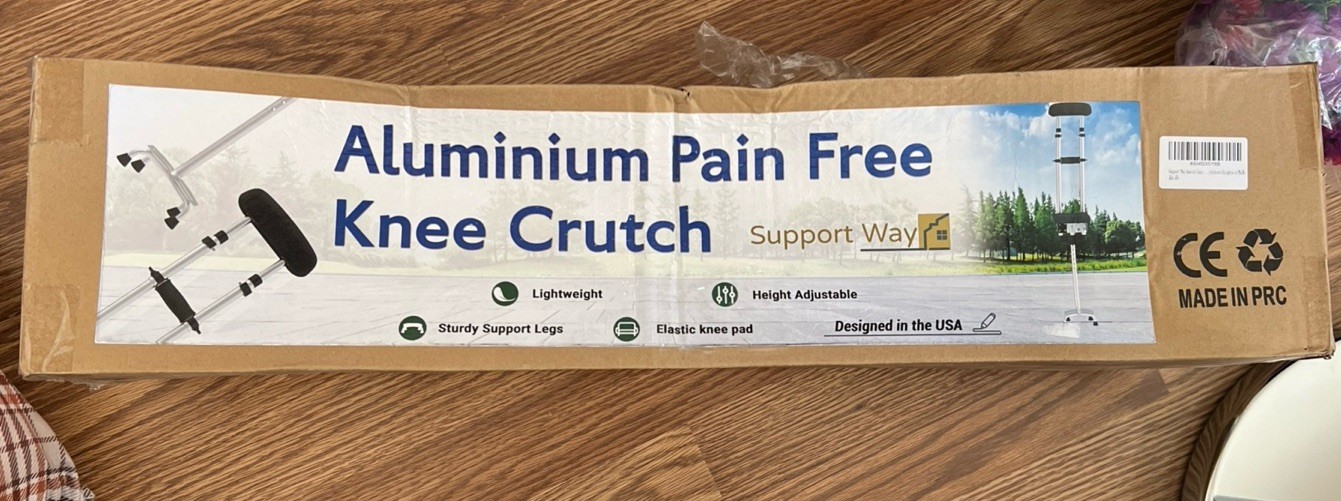 Aluminium Pain Free
Knee Crutch
Support Way
Lightweight
Height Adjustable
Sturdy Support Legs
Elastic knee pad
Designed in the USA
CE
MADE IN PRC